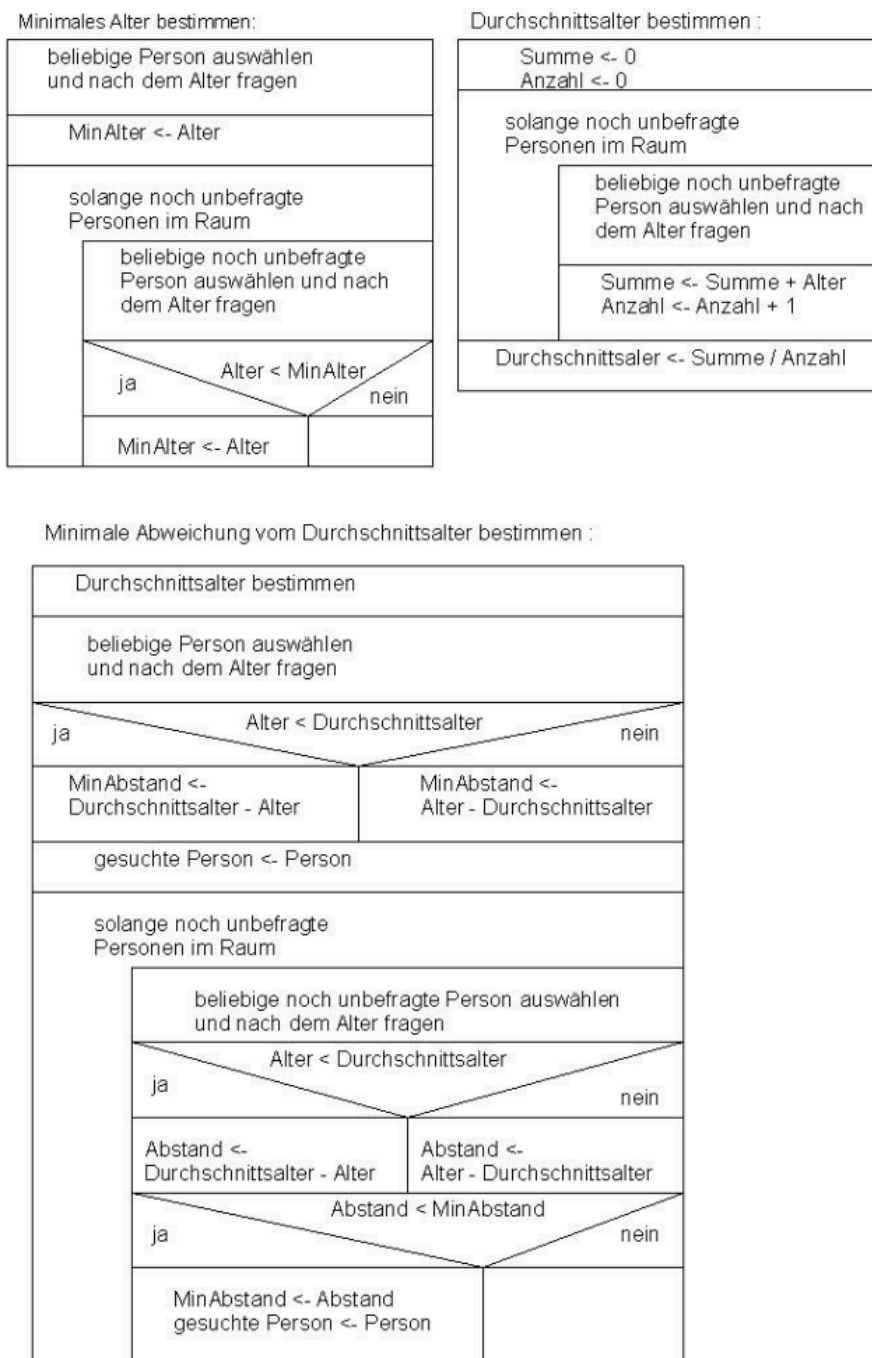 Minimales Alter bestimmen:
beliebige Person auswählen
und nach dem Alter fragen
MinAlter <- Alter
solange noch unbefragte
Personen im Raum
beliebige noch unbefragte
Person auswählen und nach
dem Alter fragen
Alter < MinAlter
ja
nein
MinAlter <- Alter
Durchschnittsalter bestimmen :
Summe <- 0
Anzahl <- 0
solange noch unbefragte
Personen im Raum
beliebige noch unbefragte
Person auswählen und nach
dem Alter fragen
Summe <- Summe + Alter
Anzahl <- Anzahl + 1
Durchschnittsaler <- Summe / Anzahl
Minimale Abweichung vom Durchschnittsalter bestimmen :
Durchschnittsalter bestimmen
beliebige Person auswählen
und nach dem Alter fragen
Alter < Durchschnittsalter
ja
nein
MinAbstand <-
Durchschnittsalter - Alter
MinAbstand <-
Alter - Durchschnittsalter
gesuchte Person <- Person
solange noch unbefragte
Personen im Raum
beliebige noch unbefragte Person auswählen
und nach dem Alter fragen
Alter < Durchschnittsalter
ja
nein
Abstand <-
Durchschnittsalter - Alter
Abstand <-
Alter - Durchschnittsalter
Abstand < MinAbstand
ja
nein
MinAbstand <- Abstand
gesuchte Person <- Person